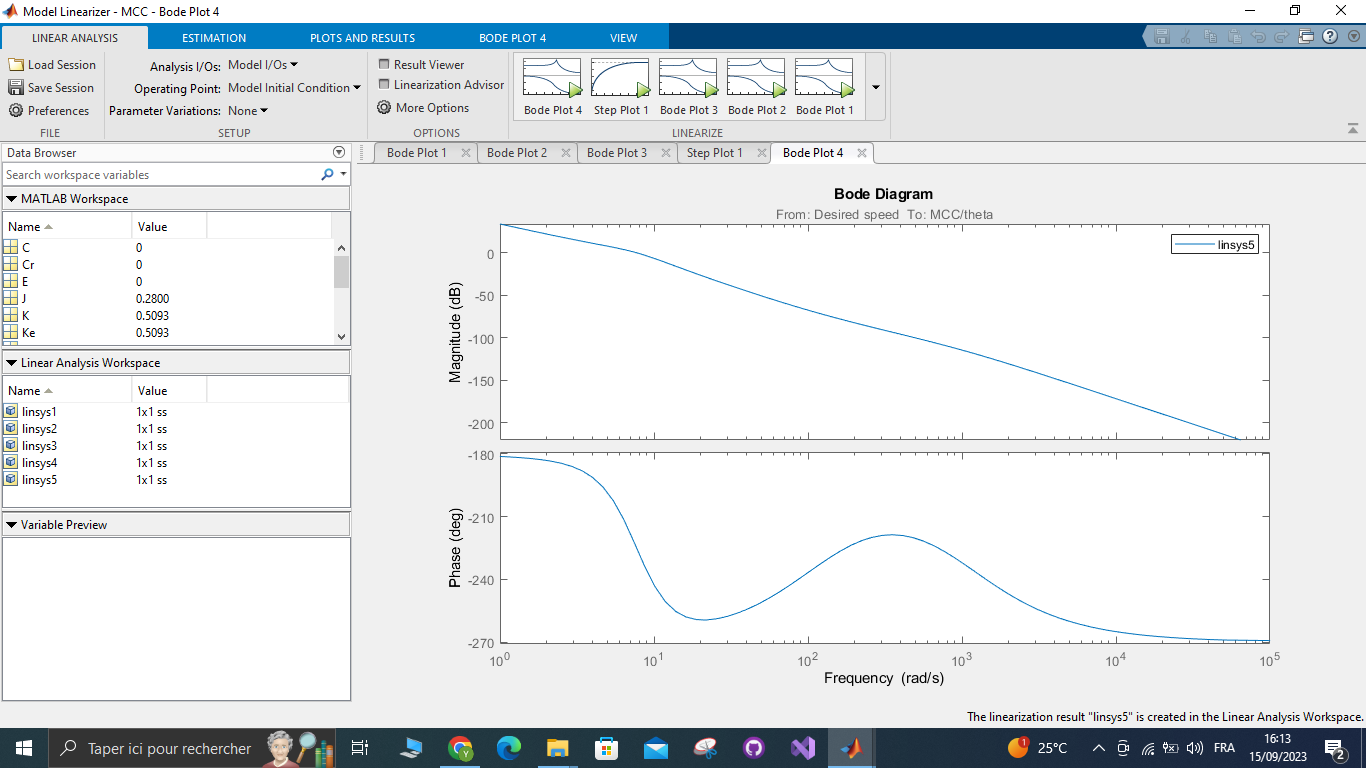 Model Linearizer - MCC - Bode Plot 4
LINEAR ANALYSIS ESTIMATION PLOTS AND RESULTS BODE PLOT 4 VIEW
Load Session
Save Session
Preferences
FILE
Analysis I/Os: Model I/Os
Operating Point: Model Initial Condition
Parameter Variations: None
SETUP
Result Viewer
Linearization Advisor
More Options
OPTIONS
Bode Plot 4 Step Plot 1 Bode Plot 3 Bode Plot 2 Bode Plot 1
LINEARIZE
Data Browser
Search workspace variables
MATLAB Workspace
Name Value
C 0
Cr 0
E 0
J 0.2800
K 0.5093
Ke 0.5093
Linear Analysis Workspace
Name Value
linsys1 1x1 ss
linsys2 1x1 ss
linsys3 1x1 ss
linsys4 1x1 ss
linsys5 1x1 ss
Variable Preview
Bode Plot 1 Bode Plot 2 Bode Plot 3 Step Plot 1 Bode Plot 4
Bode Diagram
From: Desired speed To: MCC/theta
linsys5
Magnitude (dB)
0
-50
-100
-150
-200
Phase (deg)
-180
-210
-240
-270
10^0 10^1 10^2 10^3 10^4 10^5
Frequency (rad/s)
The linearization result "linsys5" is created in the Linear Analysis Workspace.
Taper ici pour rechercher
1
25°C
FRA
16:13
15/09/2023
2